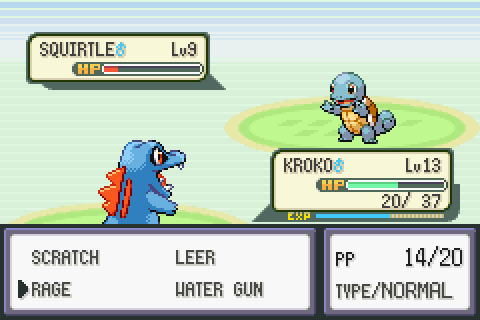 SQUIRTLE♂ Lv9
HP
KROKO♂ Lv13
HP
20/ 37
EXP
SCRATCH LEER
RAGE WATER GUN
PP 14/20
TYPE/NORMAL